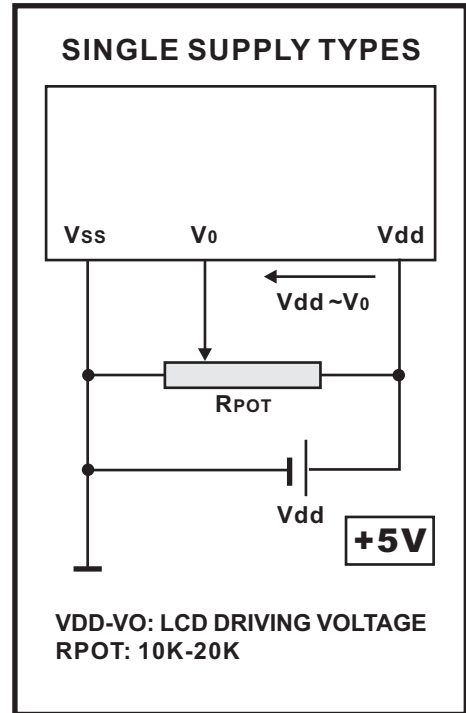 SINGLE SUPPLY TYPES
VSS V0 Vdd
Vdd ~V0
RPOT
Vdd
+5V
VDD-VO: LCD DRIVING VOLTAGE
RPOT: 10K-20K